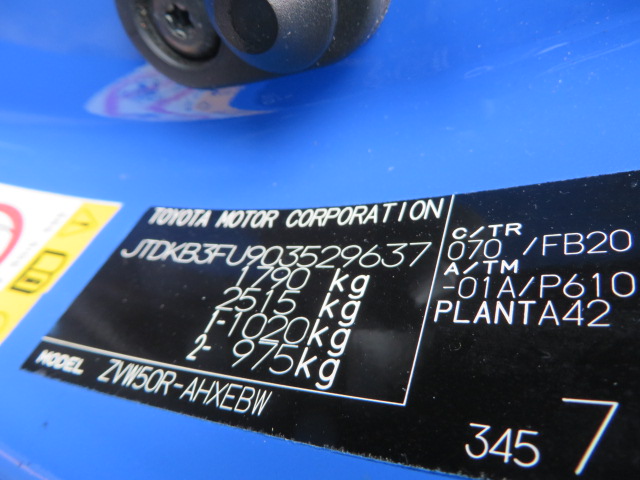 TOYOTA MOTOR CORPORATION
JTDKB3FU903529637
1790 kg
2515 kg
1-1020kg
2- 975kg
MODEL ZVW50R-AHXEBW
C/TR
070 /FB20
A/TM
-01A/P610
PLANTA42
345 7